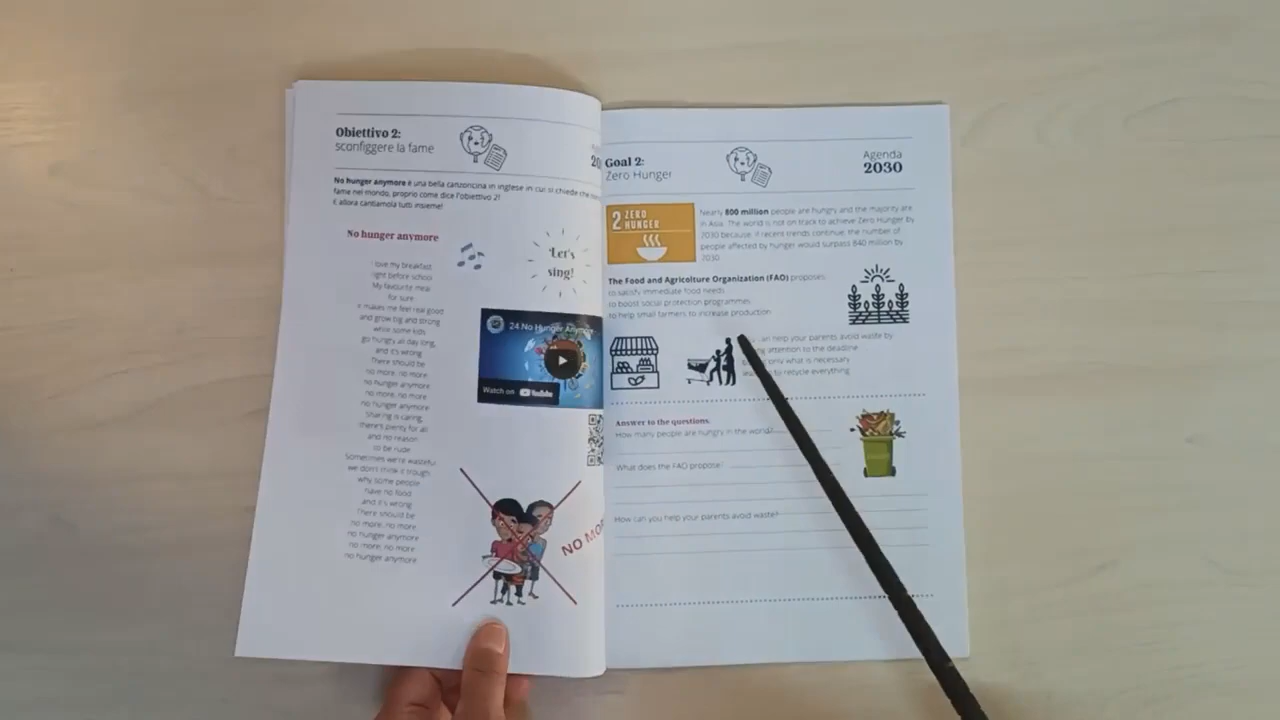 Obiettivo 2:
sconfiggere la fame
20
No hunger anymore è una bella canzoncina in inglese in cui si chiede che
fame nel mondo, proprio come dice l'obiettivo 2!
E allora cantiamola tutti insieme!
No hunger anymore
Let's
sing!
I love my breakfast
right before school
My favourite meal
for sure
It makes me feel real good
and grow big and strong
while some kids
go hungry all day long,
and it's wrong
There should be
no more, no more
no hunger anymore
no more, no more
no hunger anymore
Sharing is caring
there's plenty for all
and no reason
to be rude
Sometimes we're wasteful
we don't think it trough
why some people
have no food
and it's wrong
There should be
no more, no more
no hunger anymore
no more, no more
no hunger anymore
24 No Hunger Anymore
Watch on YouTube
NO MO
Goal 2:
Zero Hunger
Agenda
2030
2 ZERO
HUNGER
Nearly 800 million people are hungry and the majority are
in Asia. The world is not on track to achieve Zero Hunger by
2030 because, if recent trends continue, the number of
people affected by hunger would surpass 840 million by
2030.
The Food and Agricolture Organization (FAO) proposes:
to satisfy immediate food needs
to boost social protection programmes
to help small farmers to increase production
can help your parents avoid waste by
attention to the deadline
only what is necessary
to recycle everything
Answer to the questions.
How many people are hungry in the world?
What does the FAO propose?
How can you help your parents avoid waste?